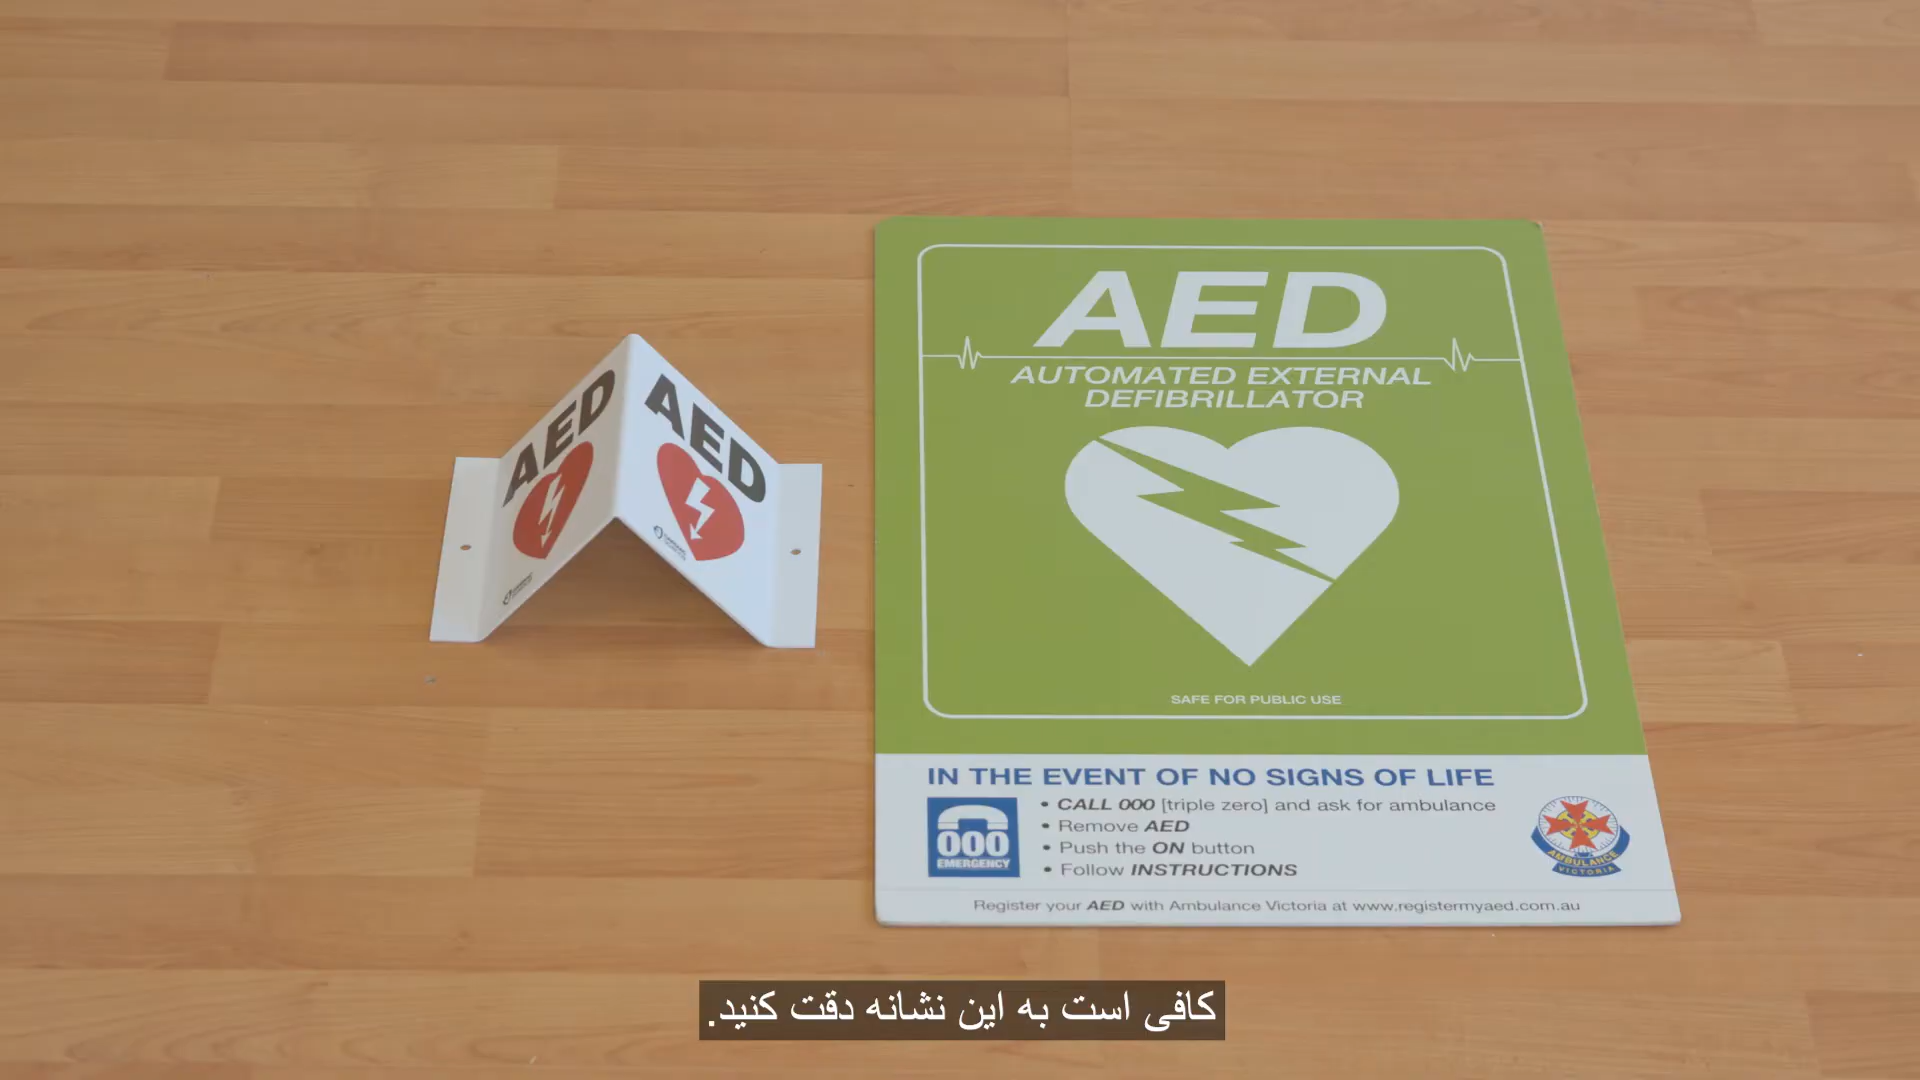 AED
AED
AED
AUTOMATED EXTERNAL
DEFIBRILLATOR
SAFE FOR PUBLIC USE
IN THE EVENT OF NO SIGNS OF LIFE
000
EMERGENCY
• CALL 000 [triple zero] and ask for ambulance
• Remove AED
• Push the ON button
• Follow INSTRUCTIONS
AMBULANCE
VICTORIA
Register your AED with Ambulance Victoria at www.registermyaed.com.au
کافی است به این نشانه دقت کنید.